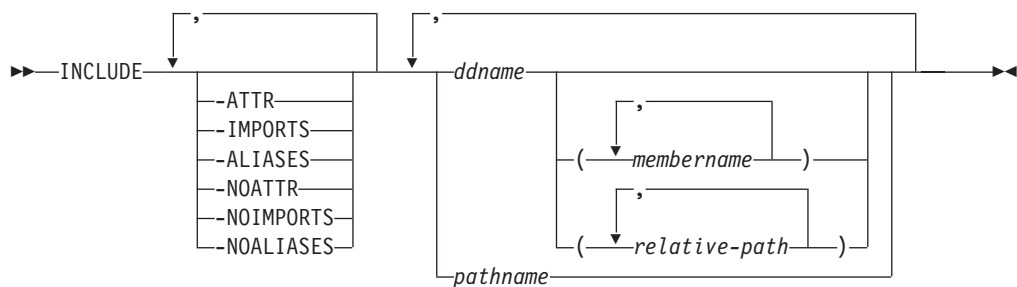 , ,
INCLUDE ddname
-ATTR ,
-IMPORTS
-ALIASES ( membername )
-NOATTR ,
-NOIMPORTS
-NOALIASES ( relative-path )
pathname